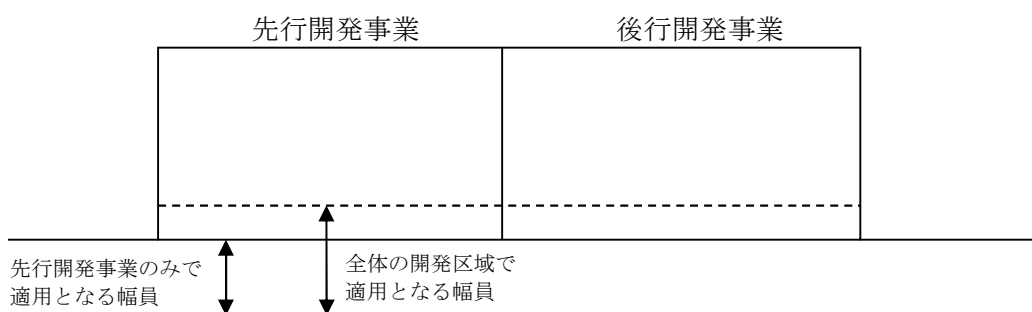 先行開発事業
後行開発事業
先行開発事業のみで
適用となる幅員
全体の開発区域で
適用となる幅員